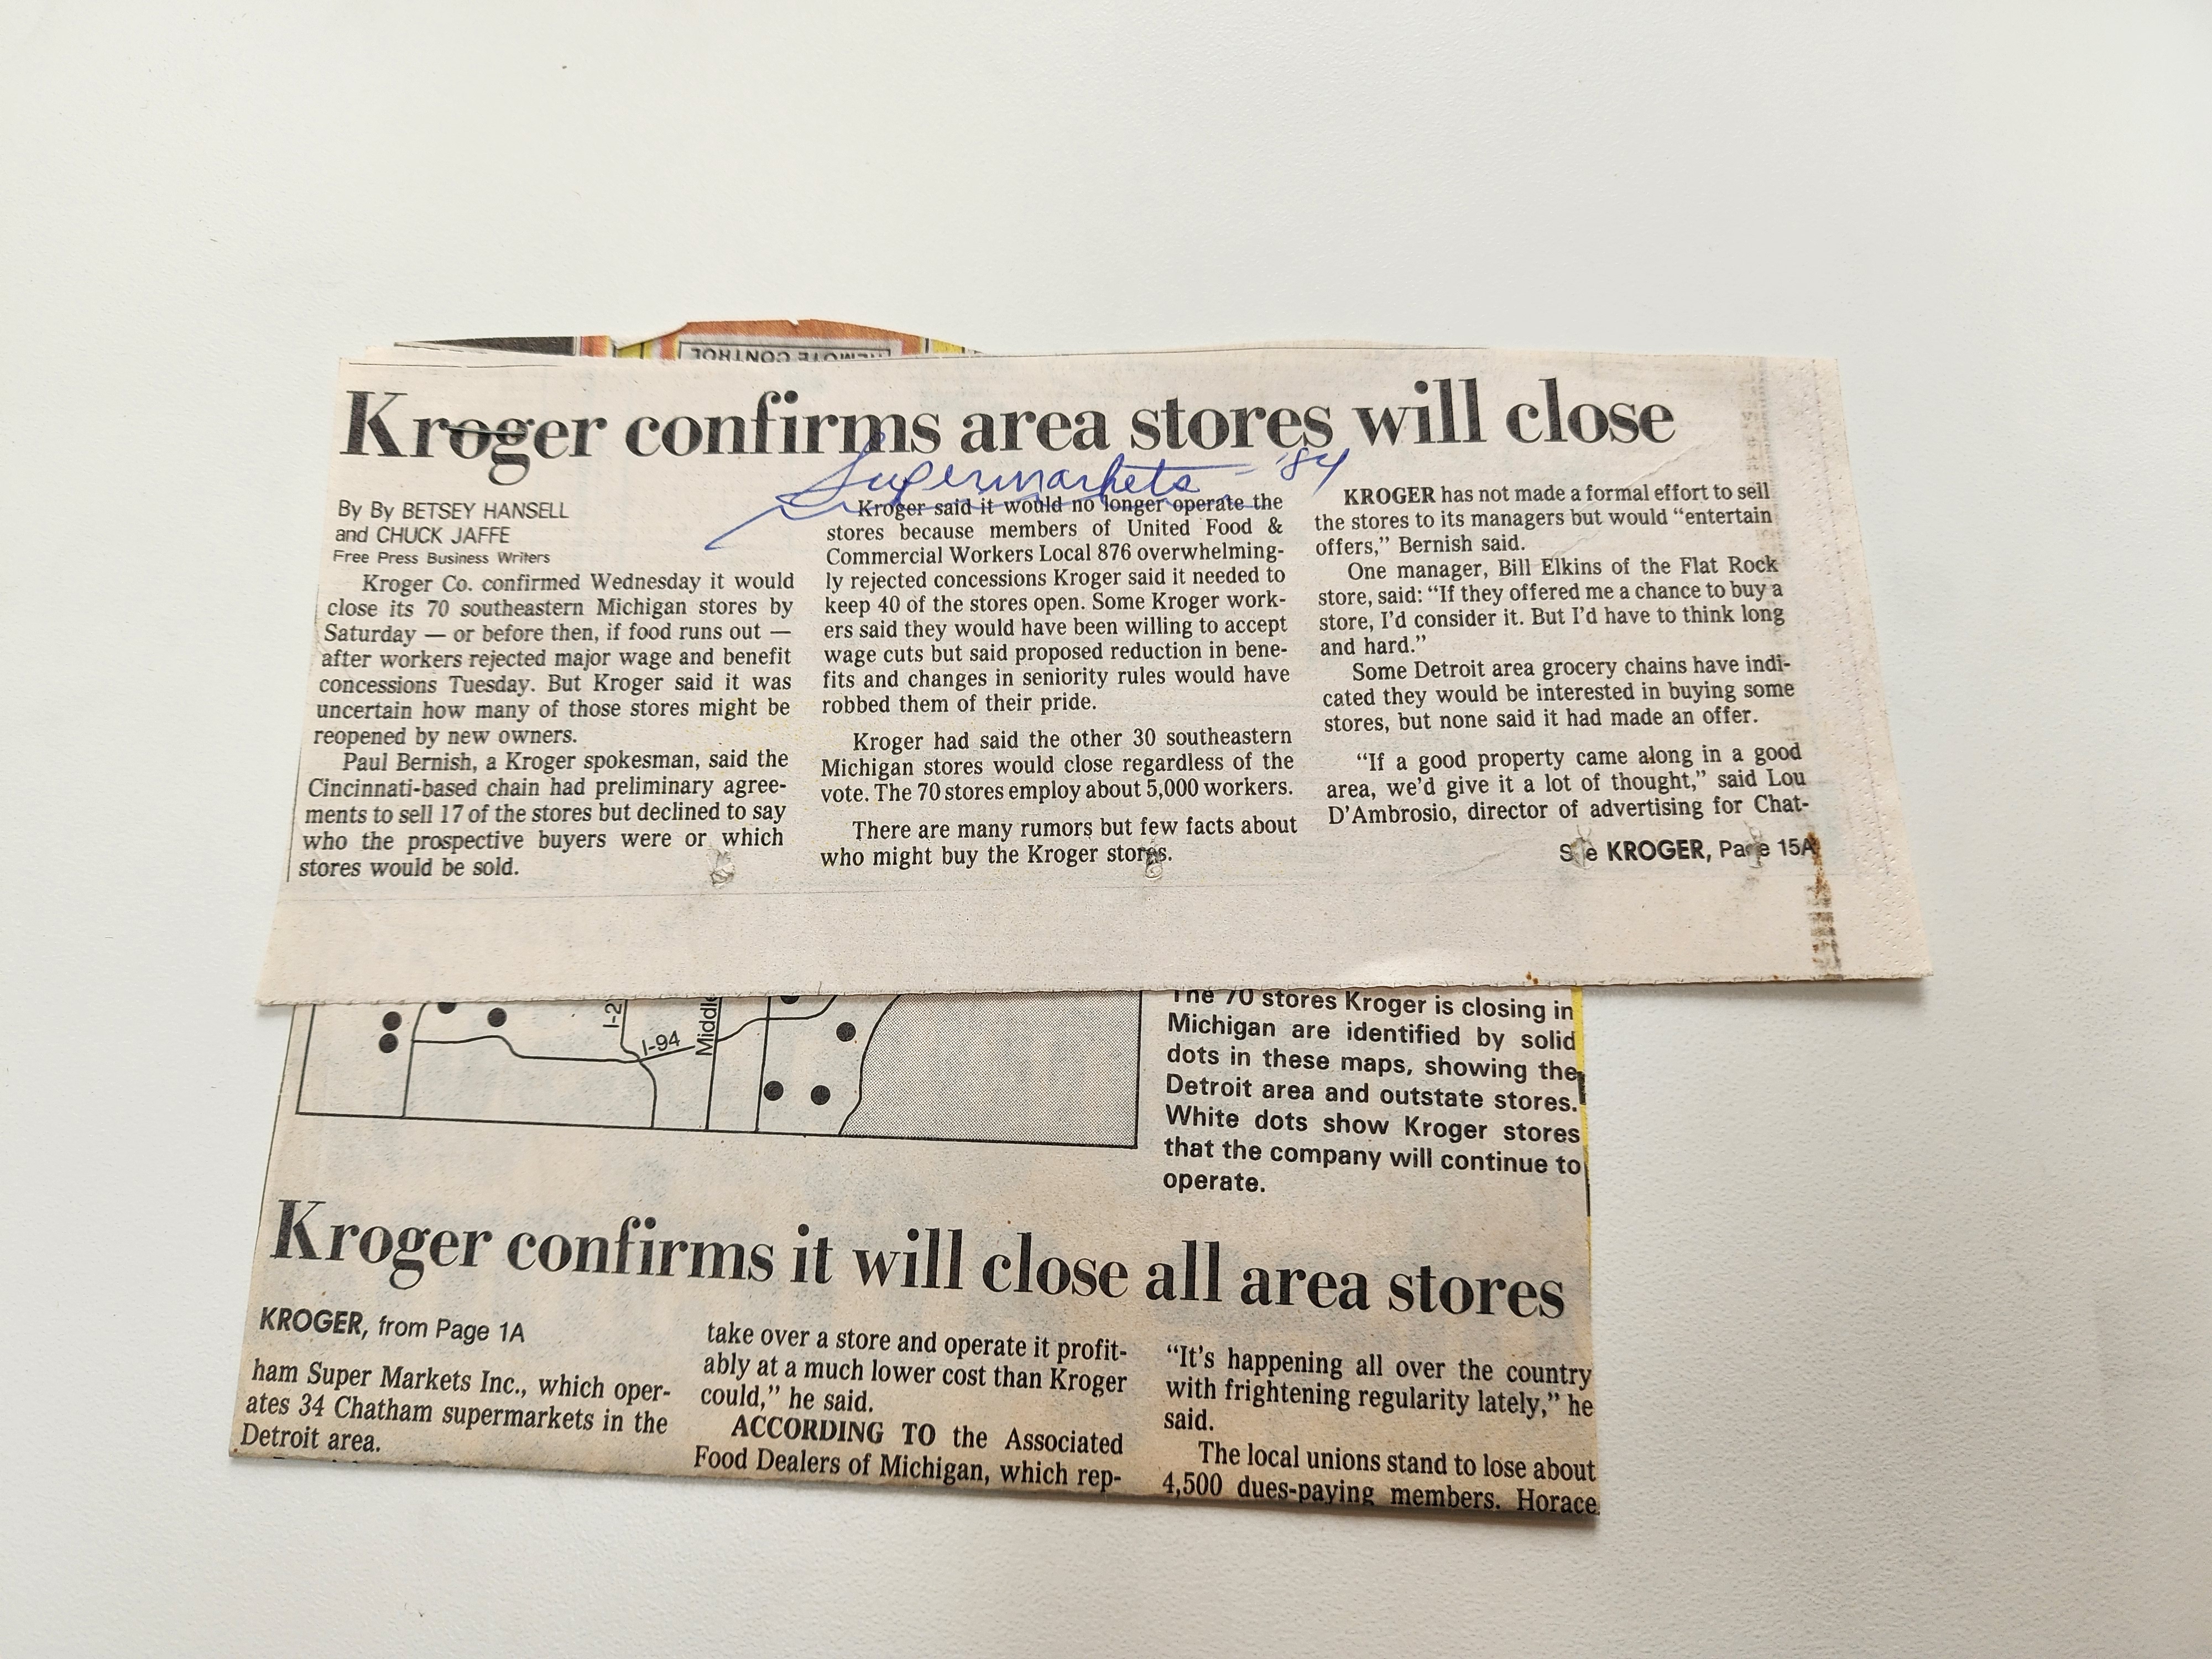 REMOTE CONTROL
Kroger confirms area stores will close
Supermarkets - '84
By By BETSEY HANSELL
and CHUCK JAFFE
Free Press Business Writers
Kroger Co. confirmed Wednesday it would
close its 70 southeastern Michigan stores by
Saturday — or before then, if food runs out —
after workers rejected major wage and benefit
concessions Tuesday. But Kroger said it was
uncertain how many of those stores might be
reopened by new owners.
Paul Bernish, a Kroger spokesman, said the
Cincinnati-based chain had preliminary agree-
ments to sell 17 of the stores but declined to say
who the prospective buyers were or which
stores would be sold.
Kroger said it would no longer operate the
stores because members of United Food &
Commercial Workers Local 876 overwhelming-
ly rejected concessions Kroger said it needed to
keep 40 of the stores open. Some Kroger work-
ers said they would have been willing to accept
wage cuts but said proposed reduction in bene-
fits and changes in seniority rules would have
robbed them of their pride.
Kroger had said the other 30 southeastern
Michigan stores would close regardless of the
vote. The 70 stores employ about 5,000 workers.
There are many rumors but few facts about
who might buy the Kroger stores.
KROGER has not made a formal effort to sell
the stores to its managers but would “entertain
offers,” Bernish said.
One manager, Bill Elkins of the Flat Rock
store, said: “If they offered me a chance to buy a
store, I’d consider it. But I’d have to think long
and hard.”
Some Detroit area grocery chains have indi-
cated they would be interested in buying some
stores, but none said it had made an offer.
“If a good property came along in a good
area, we’d give it a lot of thought,” said Lou
D’Ambrosio, director of advertising for Chat-
See KROGER, Page 15A
I-94
The 70 stores Kroger is closing in
Michigan are identified by solid
dots in these maps, showing the
Detroit area and outstate stores.
White dots show Kroger stores
that the company will continue to
operate.
Kroger confirms it will close all area stores
KROGER, from Page 1A
ham Super Markets Inc., which oper-
ates 34 Chatham supermarkets in the
Detroit area.
take over a store and operate it profit-
ably at a much lower cost than Kroger
could,” he said.
ACCORDING TO the Associated
Food Dealers of Michigan, which rep-
“It’s happening all over the country
with frightening regularity lately,” he
said.
The local unions stand to lose about
4,500 dues-paying members. Horace